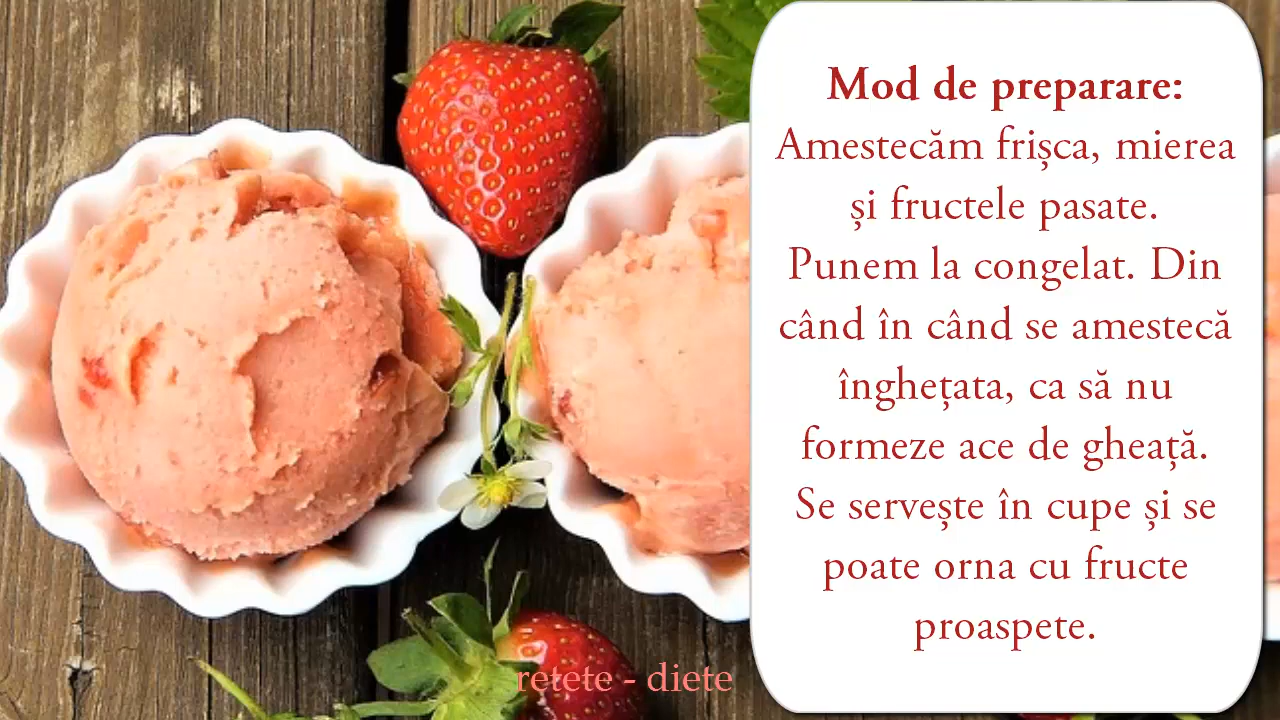 Mod de preparare:
Amestecăm frișca, mierea
și fructele pasate.
Punem la congelat. Din
când în când se amestecă
înghețata, ca să nu
formeze ace de gheață.
Se servește în cupe și se
poate orna cu fructe
proaspete.
retete - diete